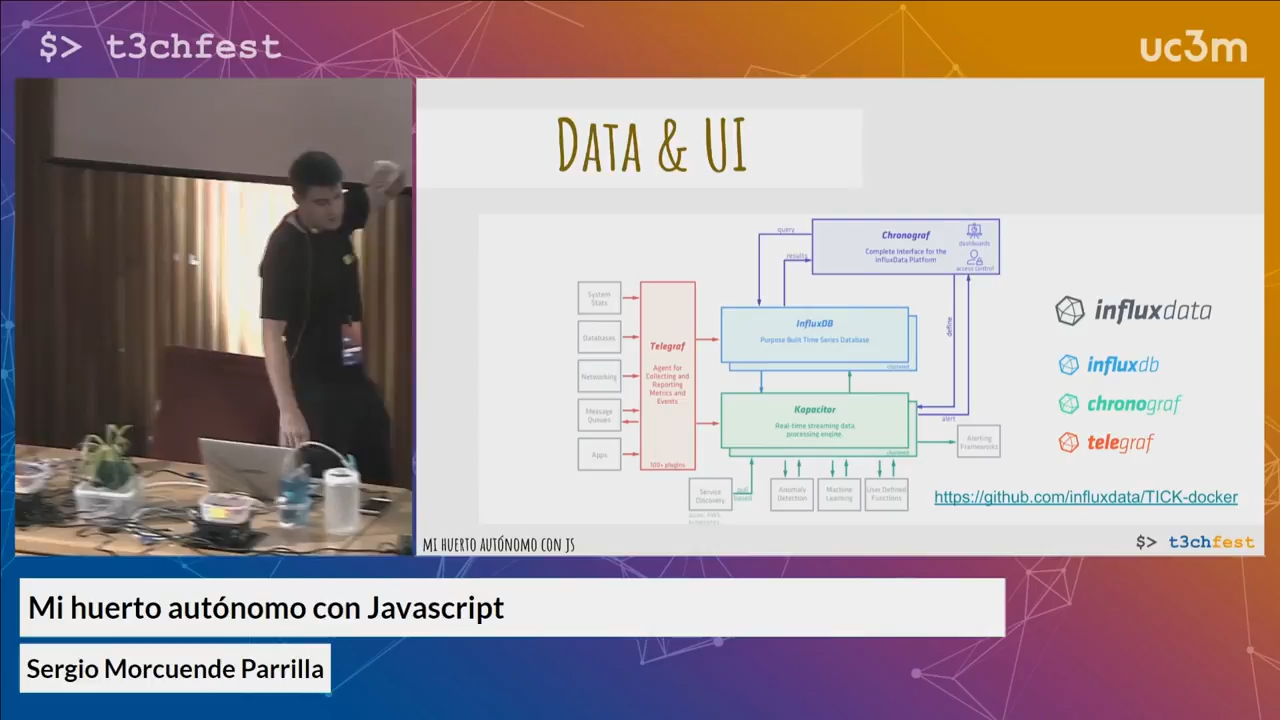 $> t3chfest
uc3m
DATA & UI
query
results
Chronograf
Complete Interface for the
InfluxData Platform
dashboards
access control
System
Stats
Databases
Networking
Message
Queues
Apps
Telegraf
Agent for
Collecting and
Reporting
Metrics and
Events
100+ plugins
InfluxDB
Purpose Built Time Series Database
clustered
define
Kapacitor
Real-time streaming data
processing engine.
clustered
alert
Alerting
Frameworks
Service
Discovery
pull
based
Anomaly
Detection
Machine
Learning
User Defined
Functions
influxdata
influxdb
chronograf
telegraf
https://github.com/influxdata/TICK-docker
MI HUERTO AUTÓNOMO CON JS
$> t3chfest
Mi huerto autónomo con Javascript
Sergio Morcuende Parrilla